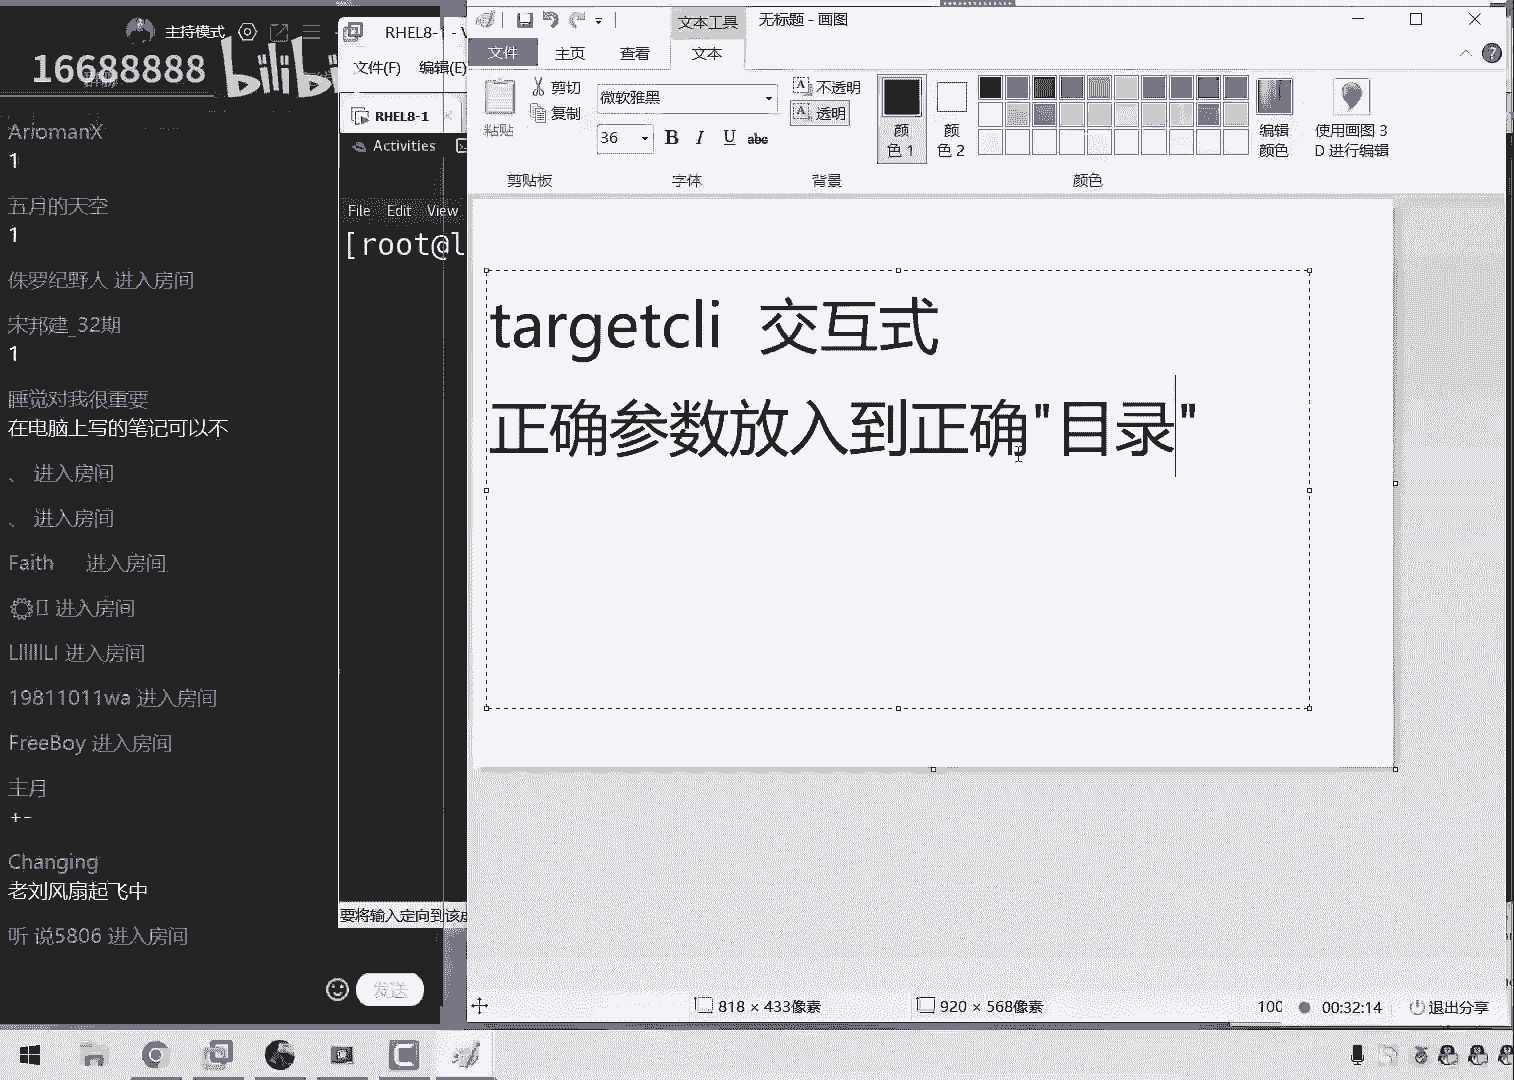 主持模式
16688888
bilibi
AriomanX
1
五月的天空
1
侏罗纪野人 进入房间
宋邦建_32期
1
睡觉对我很重要
在电脑上写的笔记可以不
、 进入房间
、 进入房间
Faith 进入房间
进入房间
LIIIIILI 进入房间
19811011wa 进入房间
FreeBoy 进入房间
主月
+-
Changing
老刘风扇起飞中
听 说5806 进入房间
发送
RHEL8-1 - V
文件(F) 编辑(E)
RHEL8-1
Activities
File Edit View
[root@l
要将输入定向到该虚
文本工具 无标题 - 画图
文件 主页 查看 文本
粘贴
剪切
复制
剪贴板
微软雅黑
36
B I U abc
字体
不透明
透明
背景
颜
色 1
颜
色 2
颜色
编辑
颜色
使用画图 3
D 进行编辑
targetcli 交互式
正确参数放入到正确"目录"
818 × 433像素
920 × 568像素
100
00:32:14
退出分享